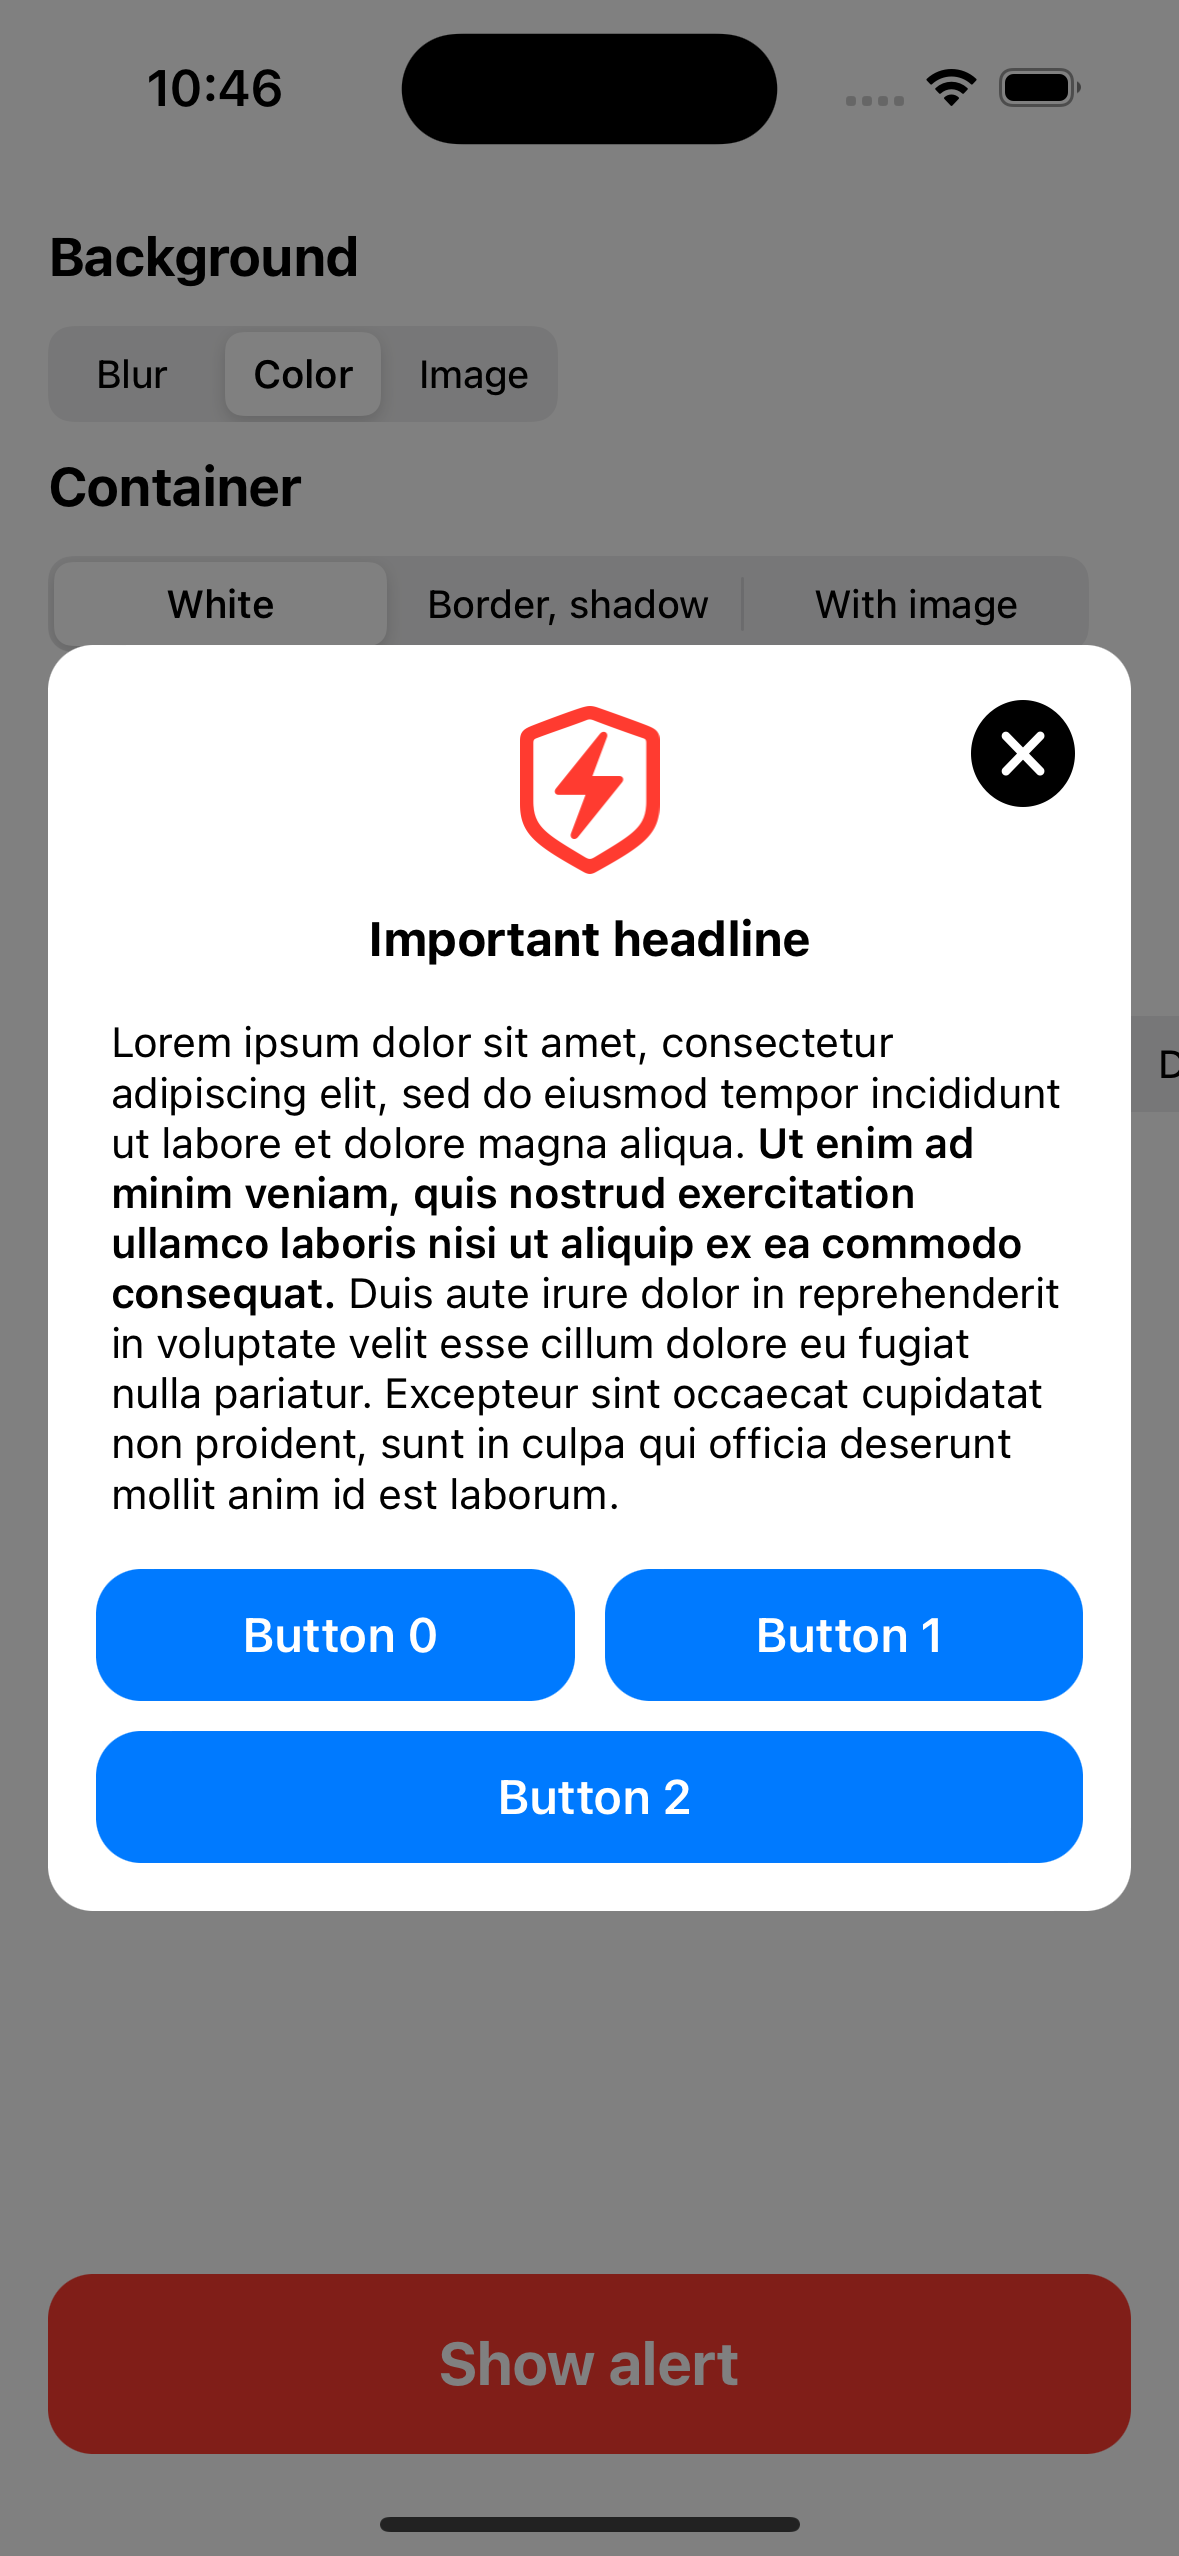 10:46
Background
Blur
Color
Image
Container
White
Border, shadow
With image
Important headline
Lorem ipsum dolor sit amet, consectetur
adipiscing elit, sed do eiusmod tempor incididunt
ut labore et dolore magna aliqua. Ut enim ad
minim veniam, quis nostrud exercitation
ullamco laboris nisi ut aliquip ex ea commodo
consequat. Duis aute irure dolor in reprehenderit
in voluptate velit esse cillum dolore eu fugiat
nulla pariatur. Excepteur sint occaecat cupidatat
non proident, sunt in culpa qui officia deserunt
mollit anim id est laborum.
Button 0
Button 1
Button 2
Show alert